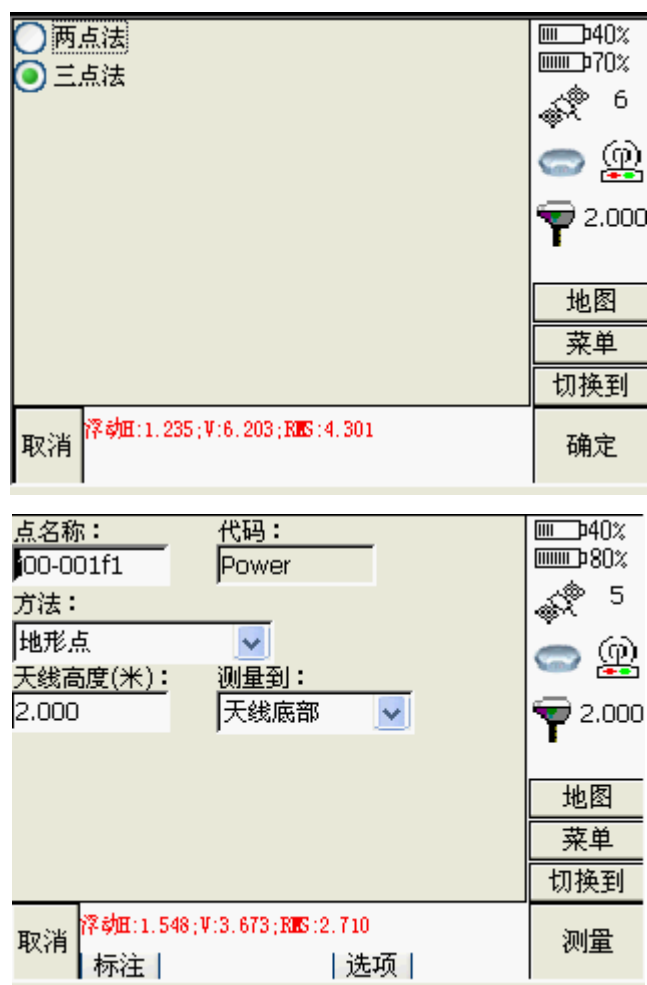 两点法
三点法
40%
70%
6
2.000
地图
菜单
切换到
取消
浮动H:1.235;V:6.203;RMS:4.301
确定
点名称： 代码：
00-001f1 Power
方法：
地形点
天线高度(米)： 测量到：
2.000 天线底部
40%
80%
5
2.000
地图
菜单
切换到
取消
浮动H:1.548;V:3.673;RMS:2.710
标注 选项
测量